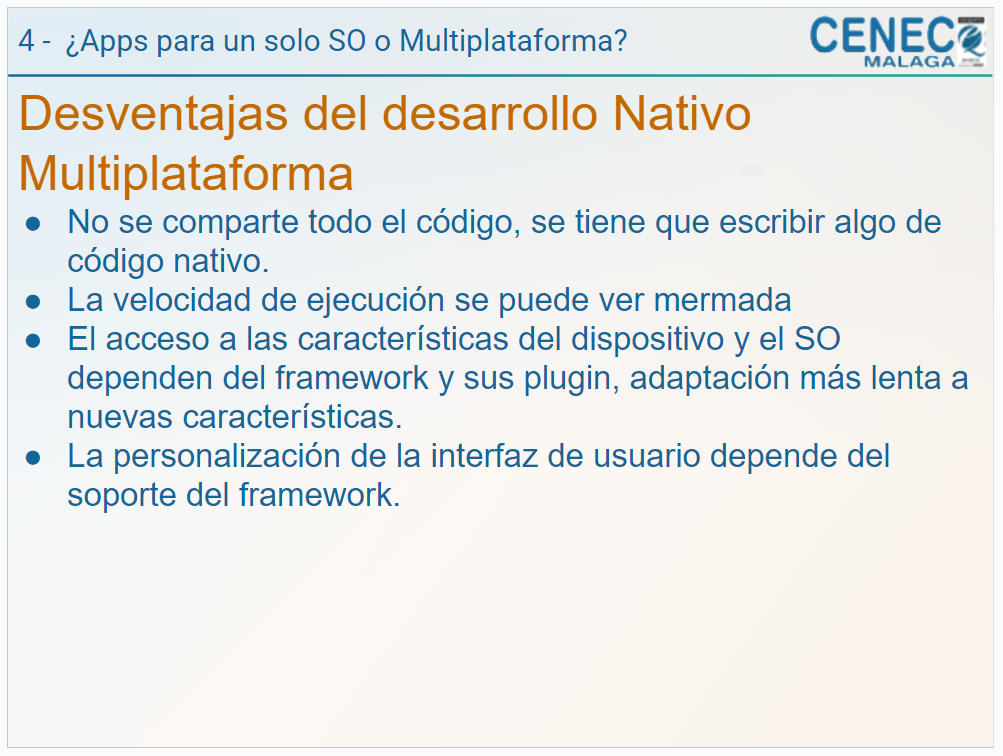 4 - ¿Apps para un solo SO o Multiplataforma?
CENEC
MALAGA
Desventajas del desarrollo Nativo
Multiplataforma
● No se comparte todo el código, se tiene que escribir algo de
código nativo.
● La velocidad de ejecución se puede ver mermada
● El acceso a las características del dispositivo y el SO
dependen del framework y sus plugin, adaptación más lenta a
nuevas características.
● La personalización de la interfaz de usuario depende del
soporte del framework.